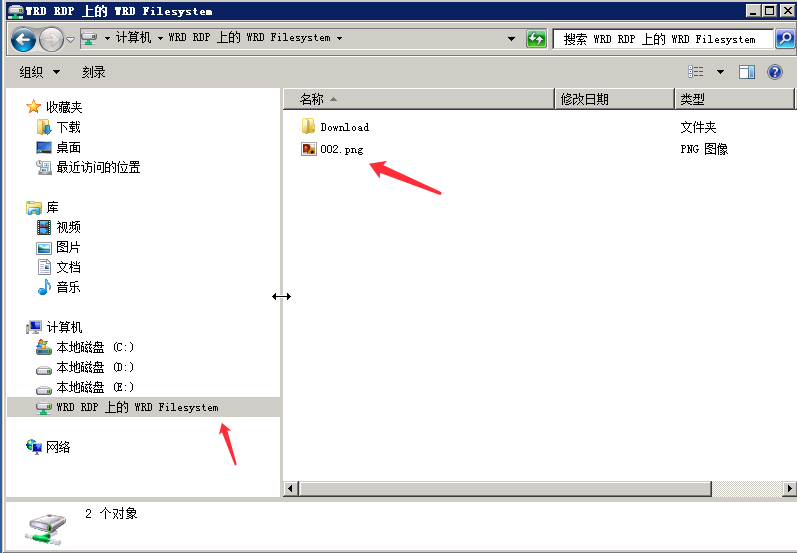 WRD RDP 上的 WRD Filesystem
计算机 WRD RDP 上的 WRD Filesystem
搜索 WRD RDP 上的 WRD Filesystem
组织 刻录
收藏夹
下载
桌面
最近访问的位置
库
视频
图片
文档
音乐
计算机
本地磁盘 (C:)
本地磁盘 (D:)
本地磁盘 (E:)
WRD RDP 上的 WRD Filesystem
网络
名称 修改日期 类型
Download 文件夹
002.png PNG 图像
2 个对象